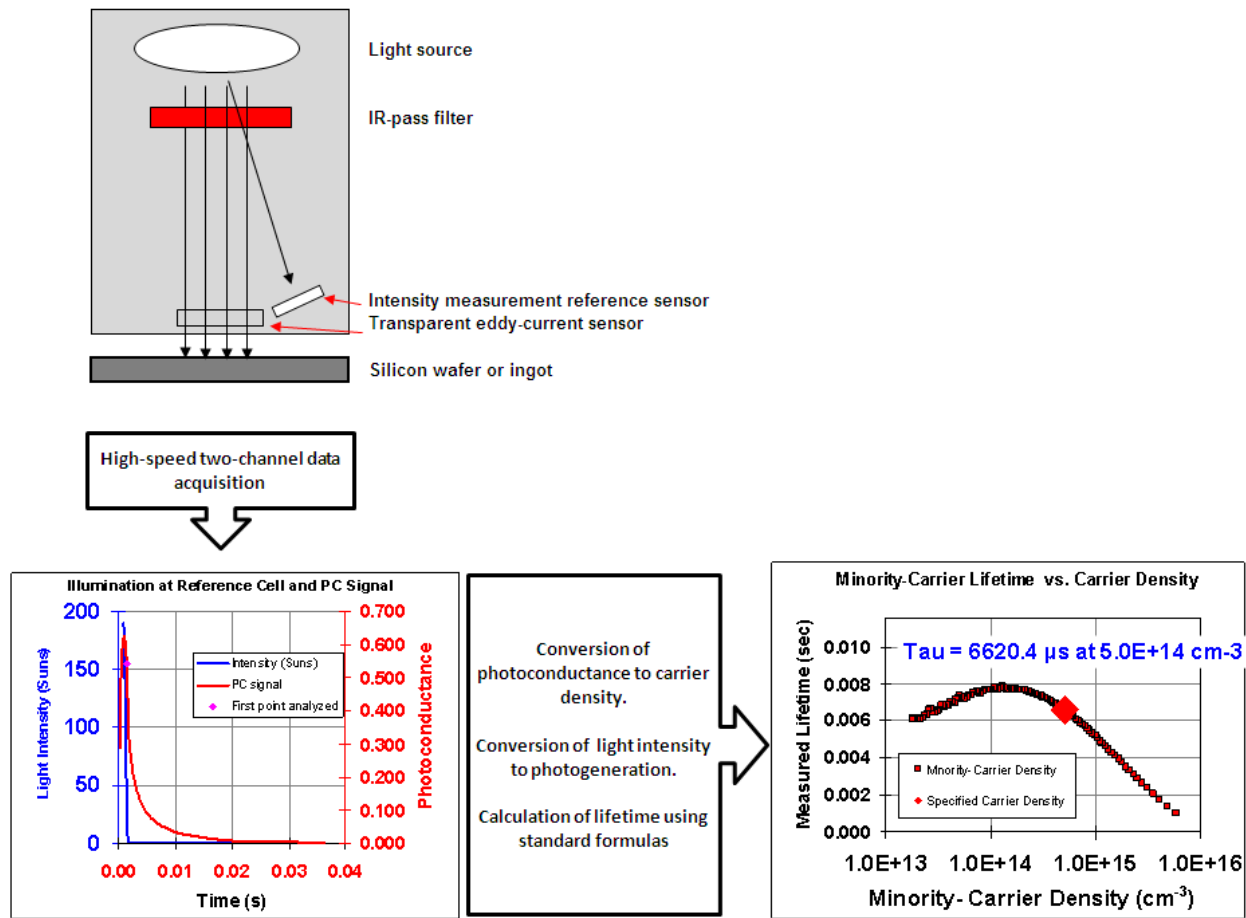 Light source
IR-pass filter
Intensity measurement reference sensor
Transparent eddy-current sensor
Silicon wafer or ingot
High-speed two-channel data
acquisition
Illumination at Reference Cell and PC Signal
Light Intensity (Suns)
200
150
100
50
0
Intensity (Suns)
PC signal
First point analyzed
0.700
0.600
0.500
0.400
0.300
0.200
0.100
0.000
Photoconductance
0.00 0.01 0.02 0.03 0.04
Time (s)
Conversion of
photoconductance to carrier
density.
Conversion of light intensity
to photogeneration.
Calculation of lifetime using
standard formulas
Minority-Carrier Lifetime vs. Carrier Density
Measured Lifetime (sec)
0.010
0.008
0.006
0.004
0.002
0.000
Tau = 6620.4 µs at 5.0E+14 cm-3
Mnority-Carrier Density
Specified Carrier Density
1.0E+13 1.0E+14 1.0E+15 1.0E+16
Minority- Carrier Density (cm⁻³)